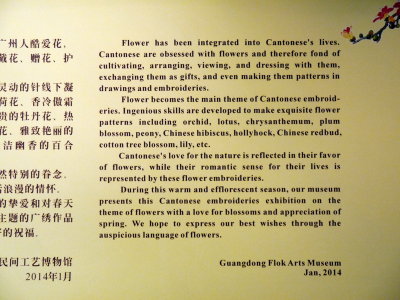 广州人酷爱花，
戴花、赠花、护
灵动的针线下凝
荷花、香冷傲霜
贵的牡丹花、热
花、雅致艳丽的
洁幽香的百合
然特别的眷念。
活浪漫的情怀。
的挚爱和对春天
主题的广绣作品
好的祝福。
民间工艺博物馆
2014年1月
Flower has been integrated into Cantonese's lives.
Cantonese are obsessed with flowers and therefore fond of
cultivating, arranging, viewing, and dressing with them,
exchanging them as gifts, and even making them patterns in
drawings and embroideries.
Flower becomes the main theme of Cantonese embroid-
eries. Ingenious skills are developed to make exquisite flower
patterns including orchid, lotus, chrysanthemum, plum
blossom, peony, Chinese hibiscus, hollyhock, Chinese redbud,
cotton tree blossom, lily, etc.
Cantonese's love for the nature is reflected in their favor
of flowers, while their romantic sense for their lives is
represented by these flower embroideries.
During this warm and efflorescent season, our museum
presents this Cantonese embroideries exhibition on the
theme of flowers with a love for blossoms and appreciation of
spring. We hope to express our best wishes through the
auspicious language of flowers.
Guangdong Flok Arts Museum
Jan, 2014